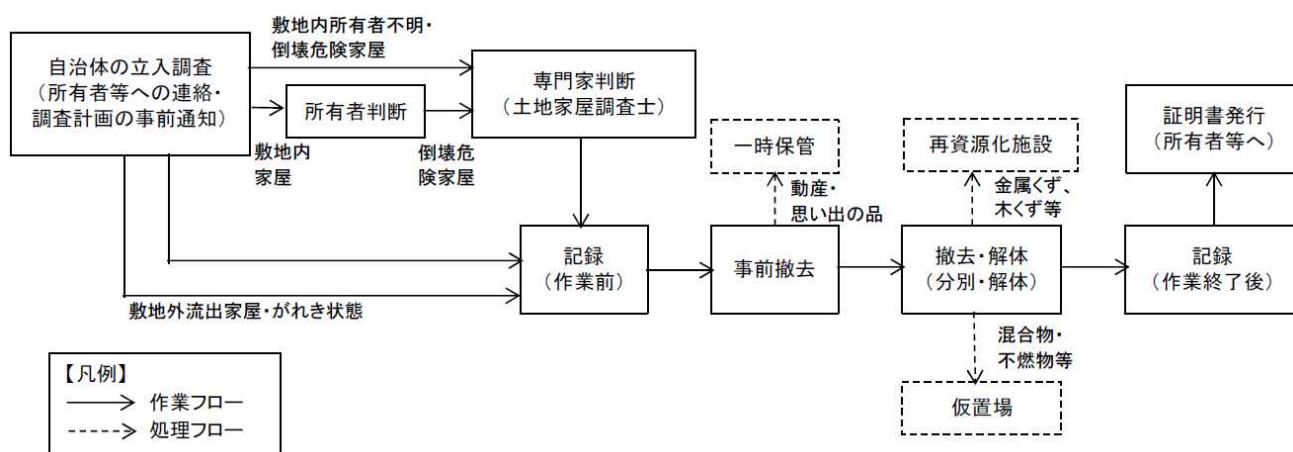 敷地内所有者不明・
倒壊危険家屋
自治体の立入調査
(所有者等への連絡・
調査計画の事前通知)
所有者判断
敷地内
家屋
倒壊危
険家屋
専門家判断
(土地家屋調査士)
敷地外流出家屋・がれき状態
記録
(作業前)
一時保管
動産・
思い出の品
事前撤去
再資源化施設
金属くず、
木くず等
撤去・解体
(分別・解体)
混合物・
不燃物等
仮置場
証明書発行
(所有者等へ)
記録
(作業終了後)
【凡例】
作業フロー
処理フロー